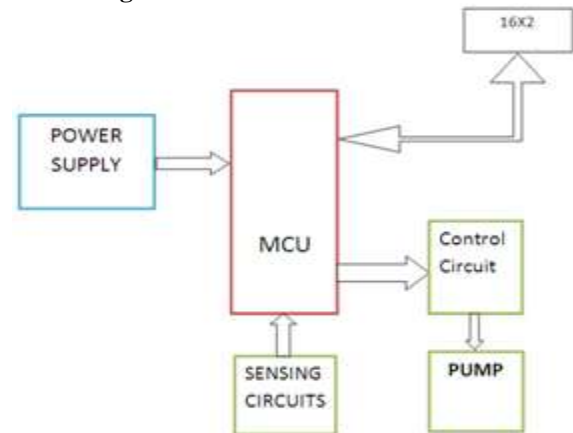 16X2
POWER
SUPPLY
MCU
Control
Circuit
SENSING
CIRCUITS
PUMP